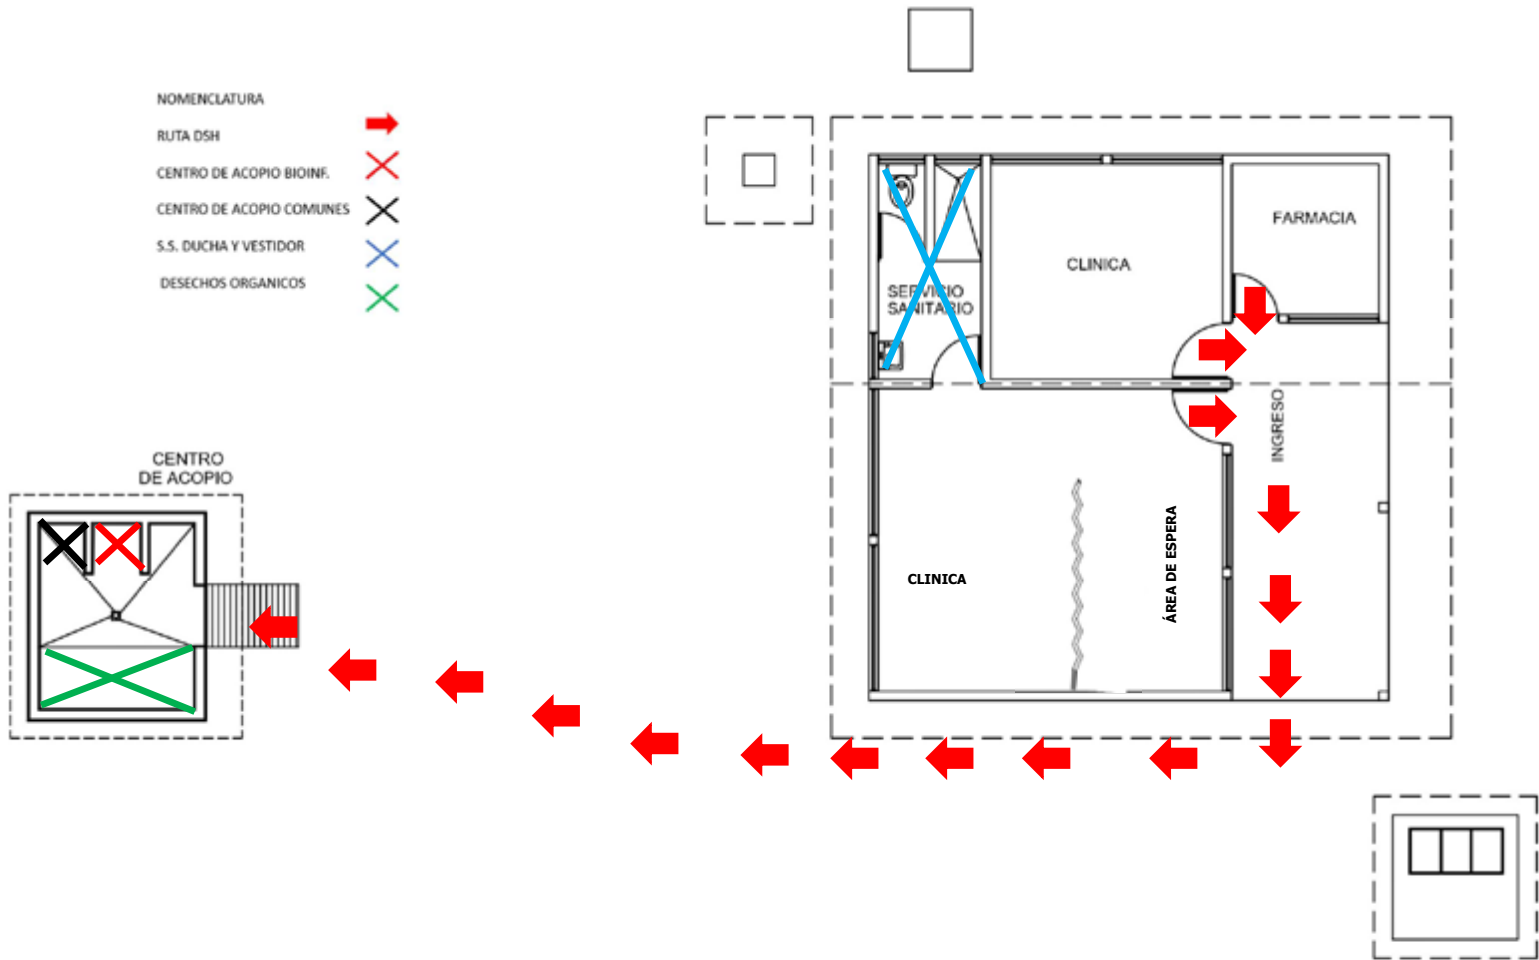 NOMENCLATURA
RUTA DSH
CENTRO DE ACOPIO BIOINF.
CENTRO DE ACOPIO COMUNES
S.S. DUCHA Y VESTIDOR
DESECHOS ORGANICOS
FARMACIA
CLINICA
SERVICIO
SANITARIO
INGRESO
CENTRO
DE ACOPIO
ÁREA DE ESPERA
CLINICA